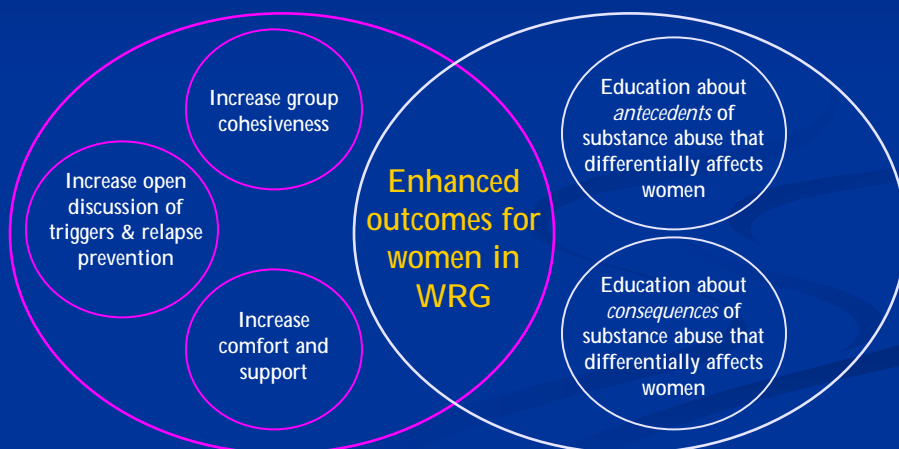 Increase group
cohesiveness
Increase open
discussion of
triggers & relapse
prevention
Increase
comfort and
support
Enhanced
outcomes for
women in
WRG
Education about
antecedents of
substance abuse that
differentially affects
women
Education about
consequences of
substance abuse that
differentially affects
women